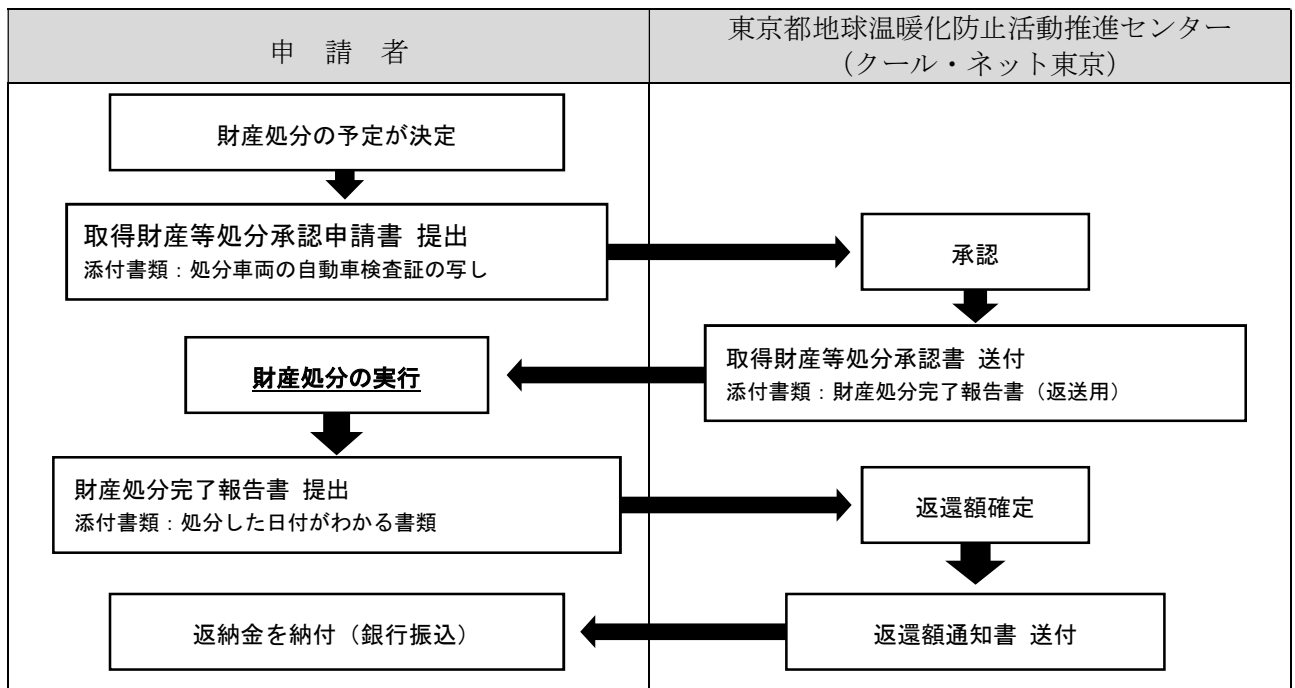 申 請 者
東京都地球温暖化防止活動推進センター
(クール・ネット東京)
財産処分の予定が決定
取得財産等処分承認申請書 提出
添付書類：処分車両の自動車検査証の写し
承認
取得財産等処分承認書 送付
添付書類：財産処分完了報告書（返送用）
財産処分の実行
財産処分完了報告書 提出
添付書類：処分した日付がわかる書類
返還額確定
返還額通知書 送付
返納金を納付（銀行振込）